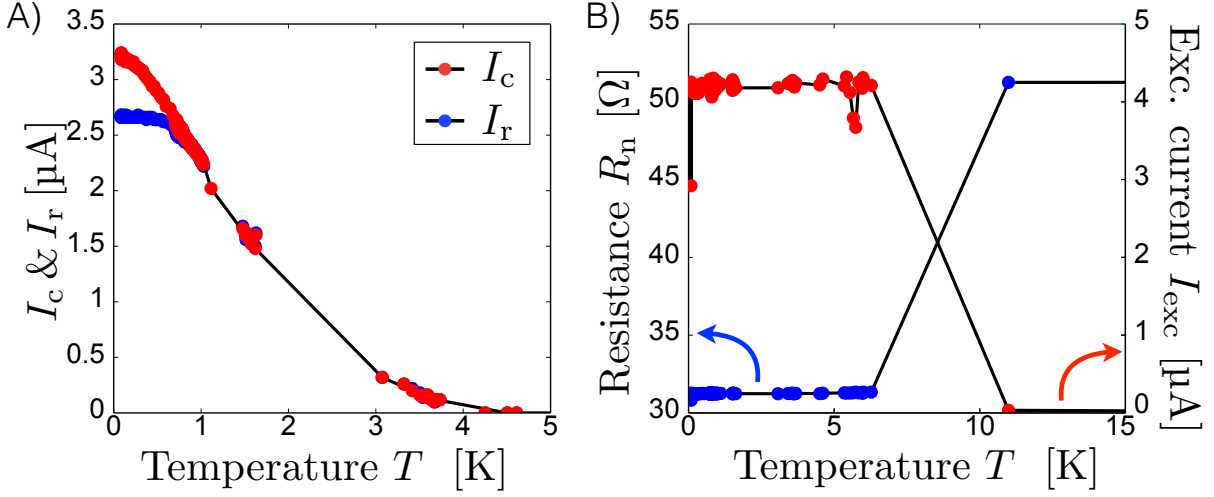 A)
I_c & I_r [µA]
3.5
3
2.5
2
1.5
1
0.5
0
0 1 2 3 4 5
Temperature T [K]
I_c
I_r
B)
Resistance R_n [Ω]
55
50
45
40
35
30
0 5 10 15
Temperature T [K]
5
4
3
2
1
0
Exc. current I_exc [µA]